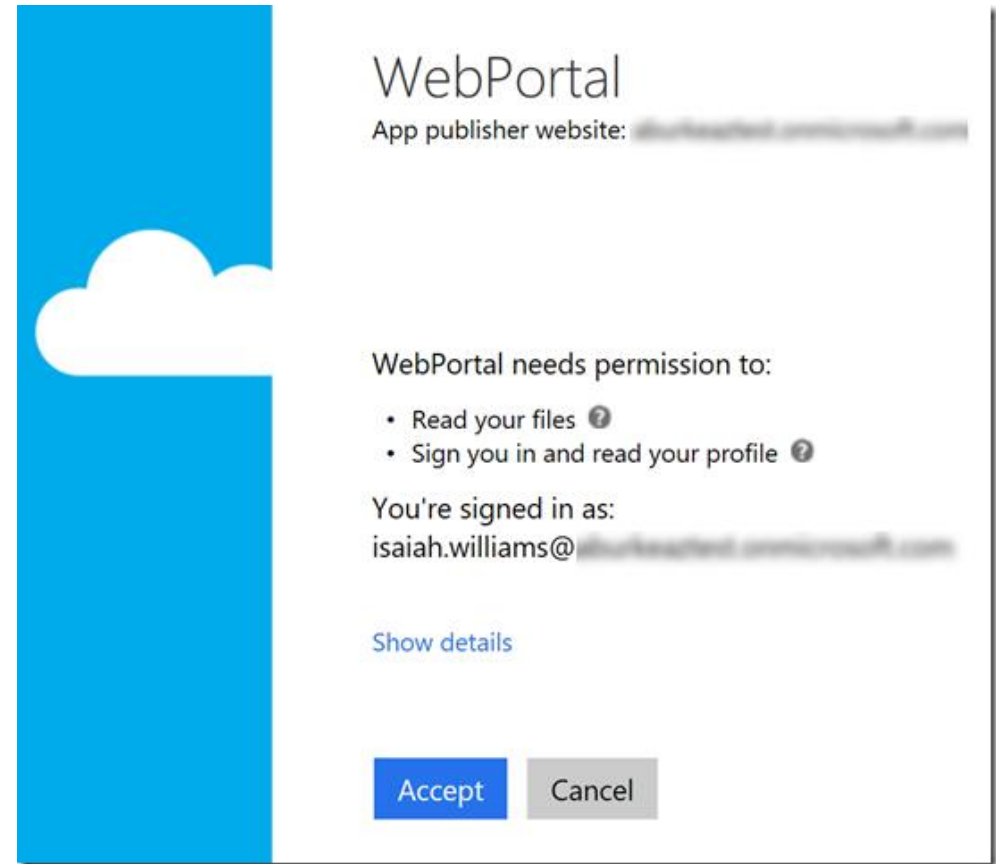 WebPortal
App publisher website:
WebPortal needs permission to:
• Read your files ?
• Sign you in and read your profile ?
You're signed in as:
isaiah.williams@
Show details
Accept Cancel